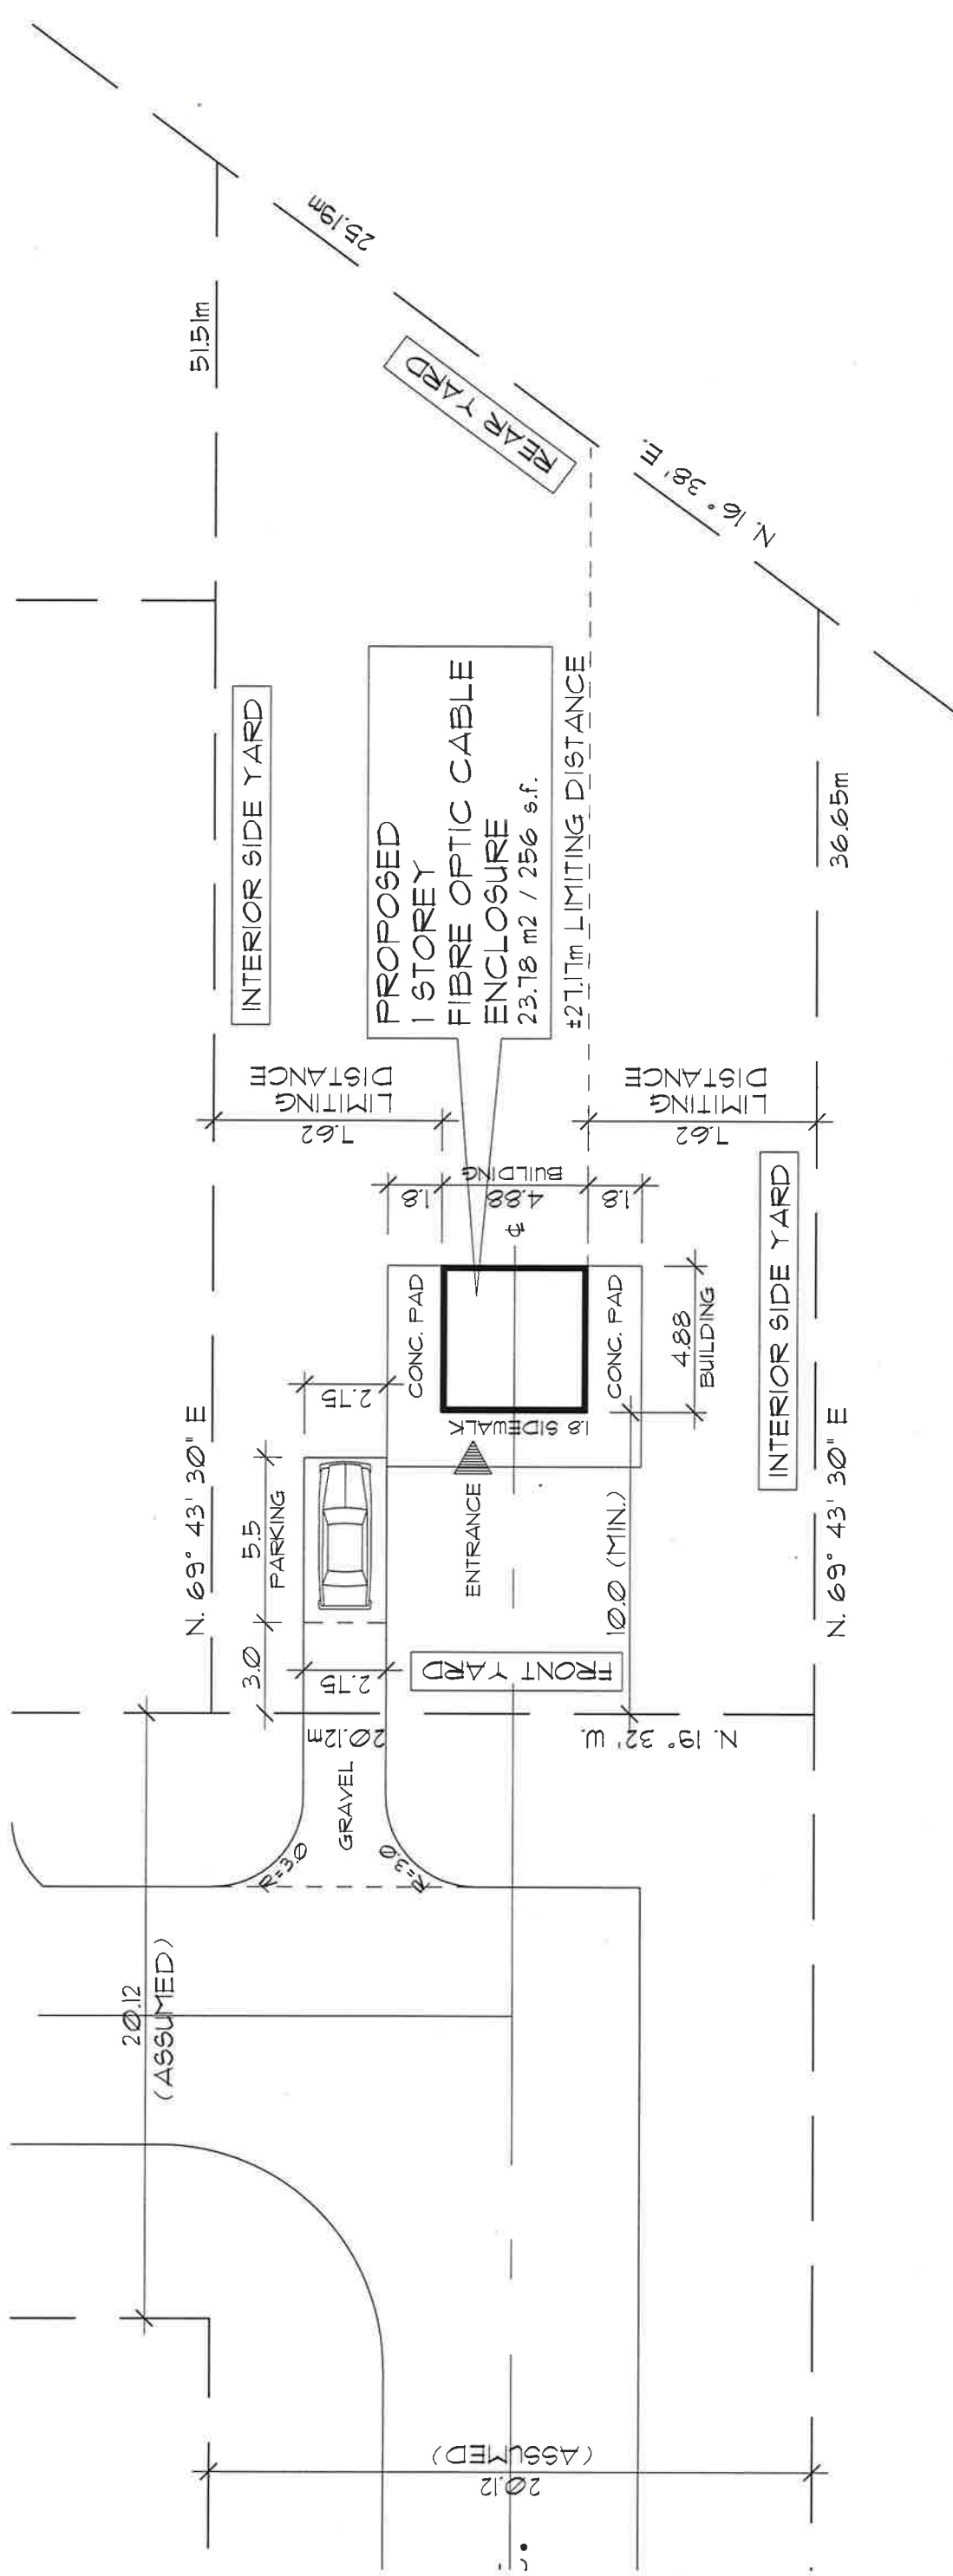 25.19m
51.51m
REAR YARD
N. 16° 38' E.
INTERIOR SIDE YARD
PROPOSED
1 STOREY
FIBRE OPTIC CABLE
ENCLOSURE
23.78 m2 / 256 s.f.
±27.17m LIMITING DISTANCE
36.65m
7.62
LIMITING
DISTANCE
7.62
LIMITING
DISTANCE
1.8
4.88
BUILDING
1.8
INTERIOR SIDE YARD
CONC. PAD
CONC. PAD
4.88
BUILDING
2.75
1.8 SIDEWALK
N. 69° 43' 30" E
5.5
PARKING
ENTRANCE
10.0 (MIN.)
N. 69° 43' 30" E
3.0
2.75
FRONT YARD
20.12m
N. 19° 32' W.
GRAVEL
R=3.0
R=3.0
20.12
(ASSUMED)
20.12
(ASSUMED)